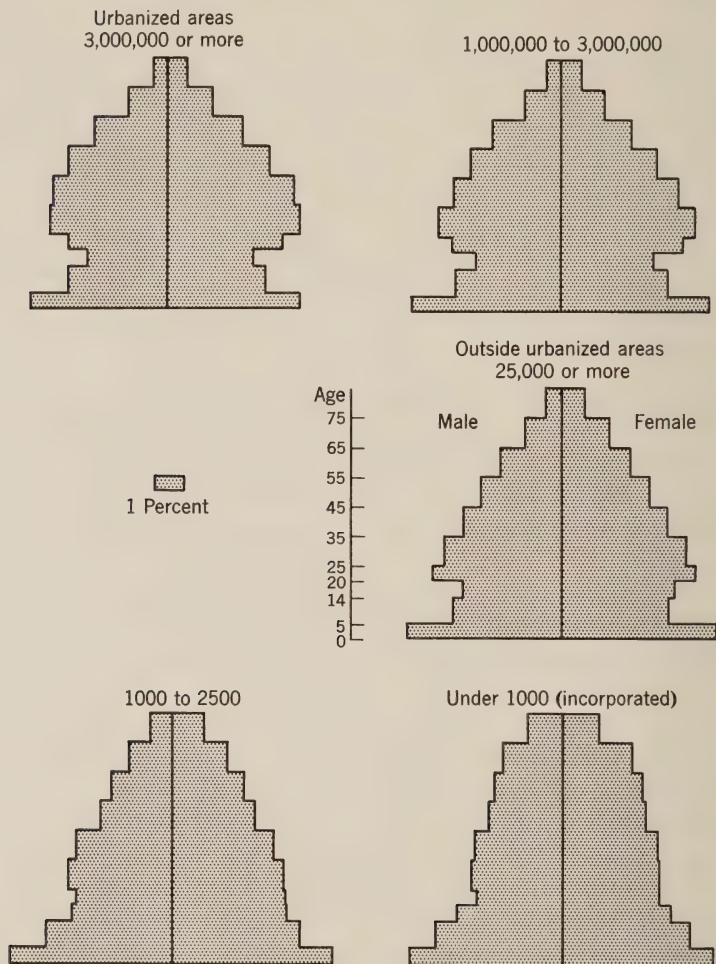 Urbanized areas
3,000,000 or more
1,000,000 to 3,000,000
Outside urbanized areas
25,000 or more
Age
75
65
55
45
35
25
20
14
5
0
Male
Female
1 Percent
1000 to 2500
Under 1000 (incorporated)